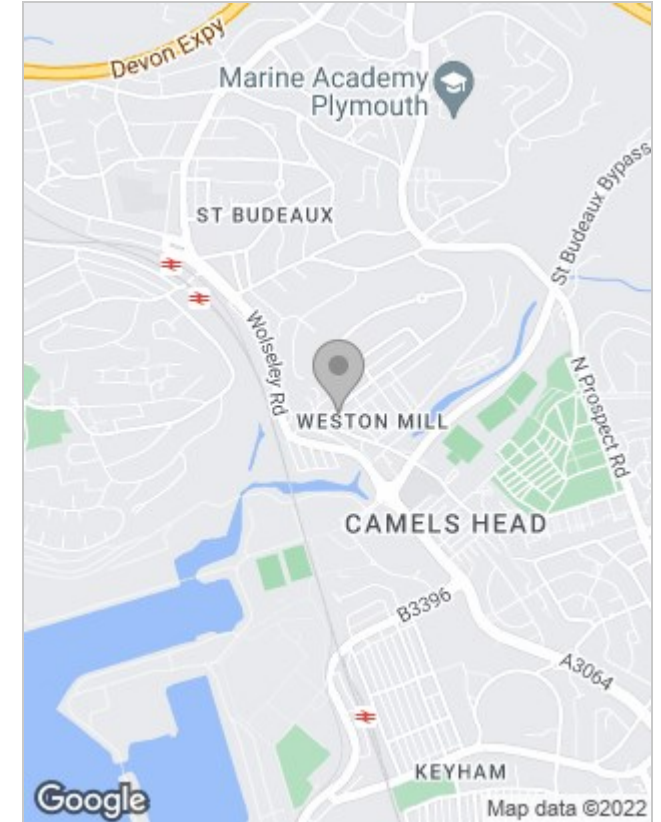 Devon Expy
Marine Academy
Plymouth
St Budeaux Bypass
ST BUDEAUX
Wolseley Rd
N Prospect Rd
WESTON MILL
CAMELS HEAD
B3396
A3064
KEYHAM
Google
Map data ©2022